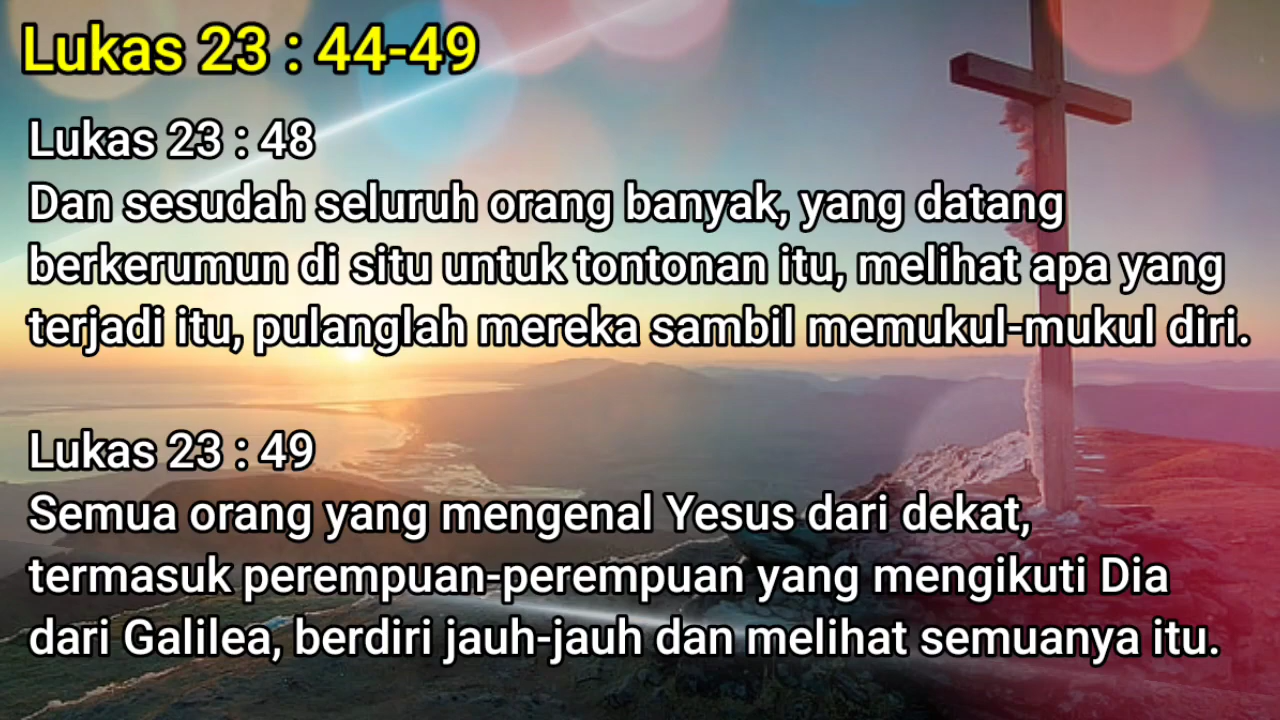 Lukas 23 : 44-49
Lukas 23 : 48
Dan sesudah seluruh orang banyak, yang datang
berkerumun di situ untuk tontonan itu, melihat apa yang
terjadi itu, pulanglah mereka sambil memukul-mukul diri.
Lukas 23 : 49
Semua orang yang mengenal Yesus dari dekat,
termasuk perempuan-perempuan yang mengikuti Dia
dari Galilea, berdiri jauh-jauh dan melihat semuanya itu.